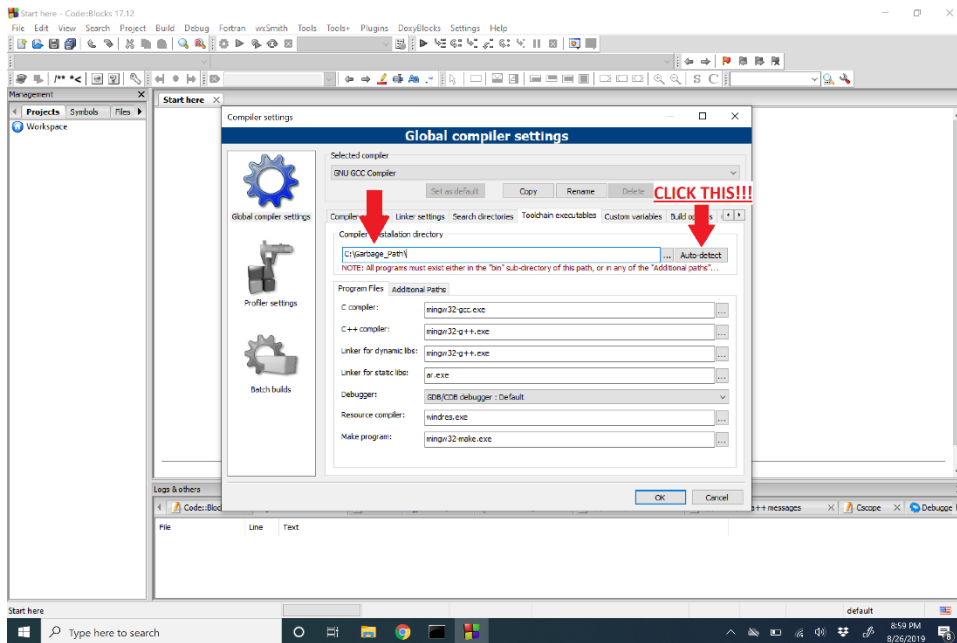 Start here - Code::Blocks 17.12
File Edit View Search Project Build Debug Fortran wxSmith Tools Tools+ Plugins DoxyBlocks Settings Help
/** *<
S C
Management
Start here
Projects Symbols Files
Workspace
Compiler settings
Global compiler settings
Selected compiler
GNU GCC Compiler
Set as default Copy Rename Delete
CLICK THIS!!!
Global compiler settings
Compiler Linker settings Search directories Toolchain executables Custom variables Build op
installation directory
C:\Garbage_Path\
... Auto-detect
NOTE: All programs must exist either in the "bin" sub-directory of this path, or in any of the "Additional paths"...
Program Files Additional Paths
C compiler: mingw32-gcc.exe ...
C++ compiler: mingw32-g++.exe ...
Linker for dynamic libs: mingw32-g++.exe ...
Linker for static libs: ar.exe ...
Debugger: GDB/CDB debugger : Default
Resource compiler: windres.exe ...
Make program: mingw32-make.exe ...
Profiler settings
Batch builds
OK Cancel
Logs & others
Code::Bloc
++ messages
Cscope
Debugge
File Line Text
Start here
default
Type here to search
8:59 PM
8/26/2019